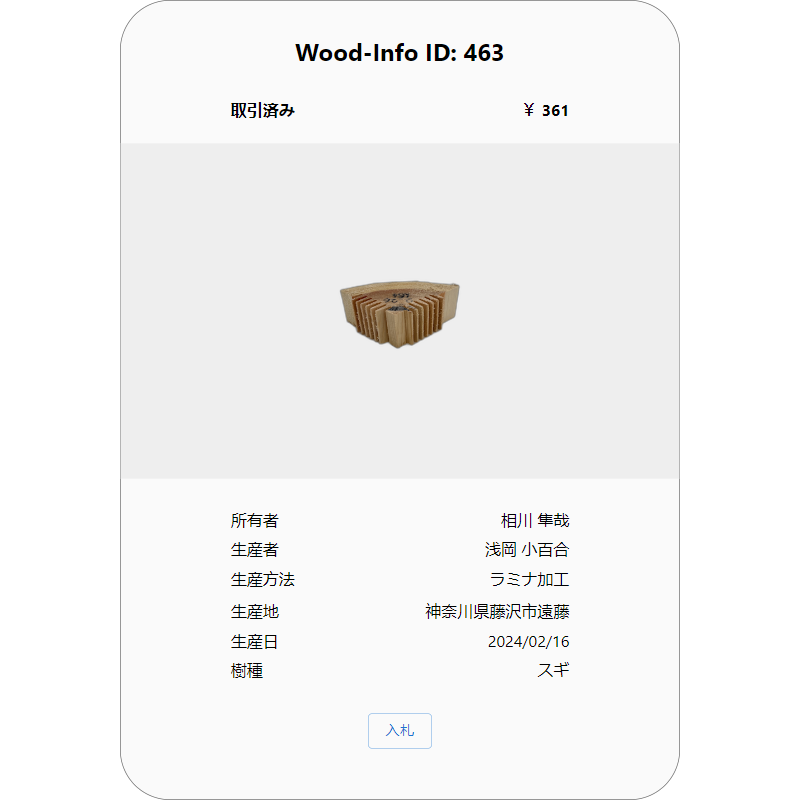 Wood-Info ID: 463
取引済み ¥ 361
所有者 相川 隼哉
生産者 浅岡 小百合
生産方法 ラミナ加工
生産地 神奈川県藤沢市遠藤
生産日 2024/02/16
樹種 スギ
入札